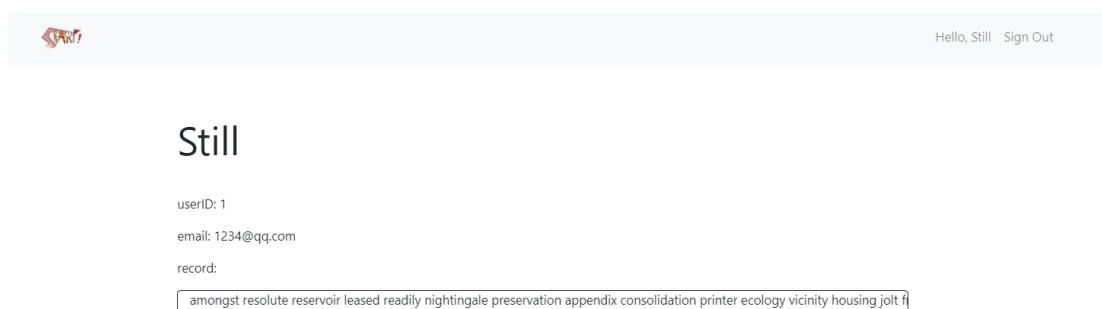 START!
Hello, Still Sign Out
Still
userID: 1
email: 1234@qq.com
record:
amongst resolute reservoir leased readily nightingale preservation appendix consolidation printer ecology vicinity housing jolt